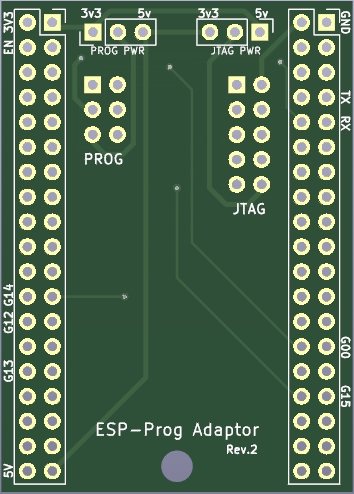 3v3 5v 3v3 5v
EN 3V3
GND
PROG PWR
JTAG PWR
TX
RX
PROG
JTAG
G12 G14
G13
G00
G15
5V
ESP-Prog Adaptor
Rev.2